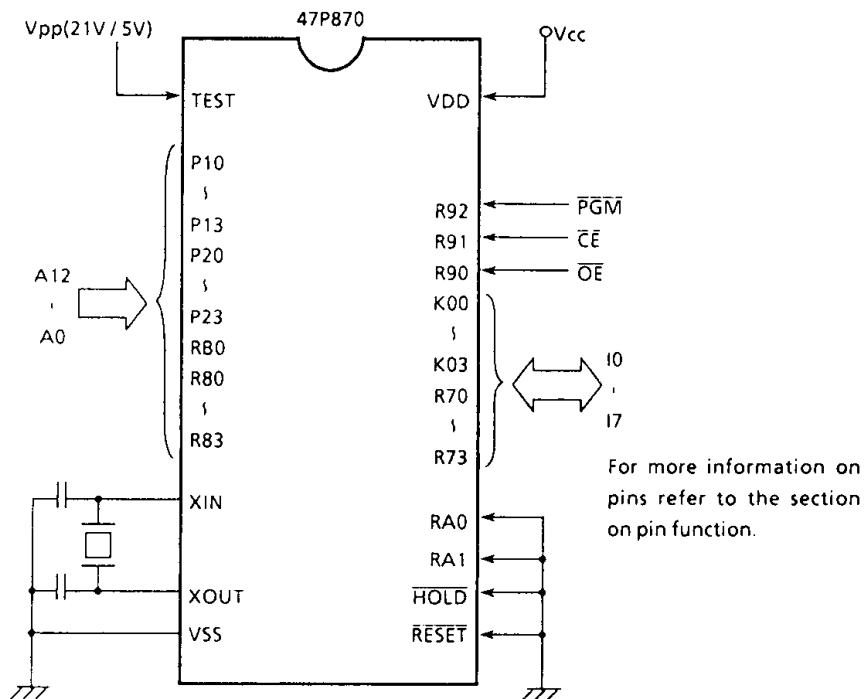 47P870
Vpp(21V / 5V)
Vcc
TEST
VDD
P10
≀
P13
P20
≀
P23
RB0
R80
≀
R83
A12
A0
R92
PGM
R91
CE
R90
OE
K00
≀
K03
R70
≀
R73
I0
I7
For more information on
pins refer to the section
on pin function.
XIN
XOUT
VSS
RA0
RA1
HOLD
RESET